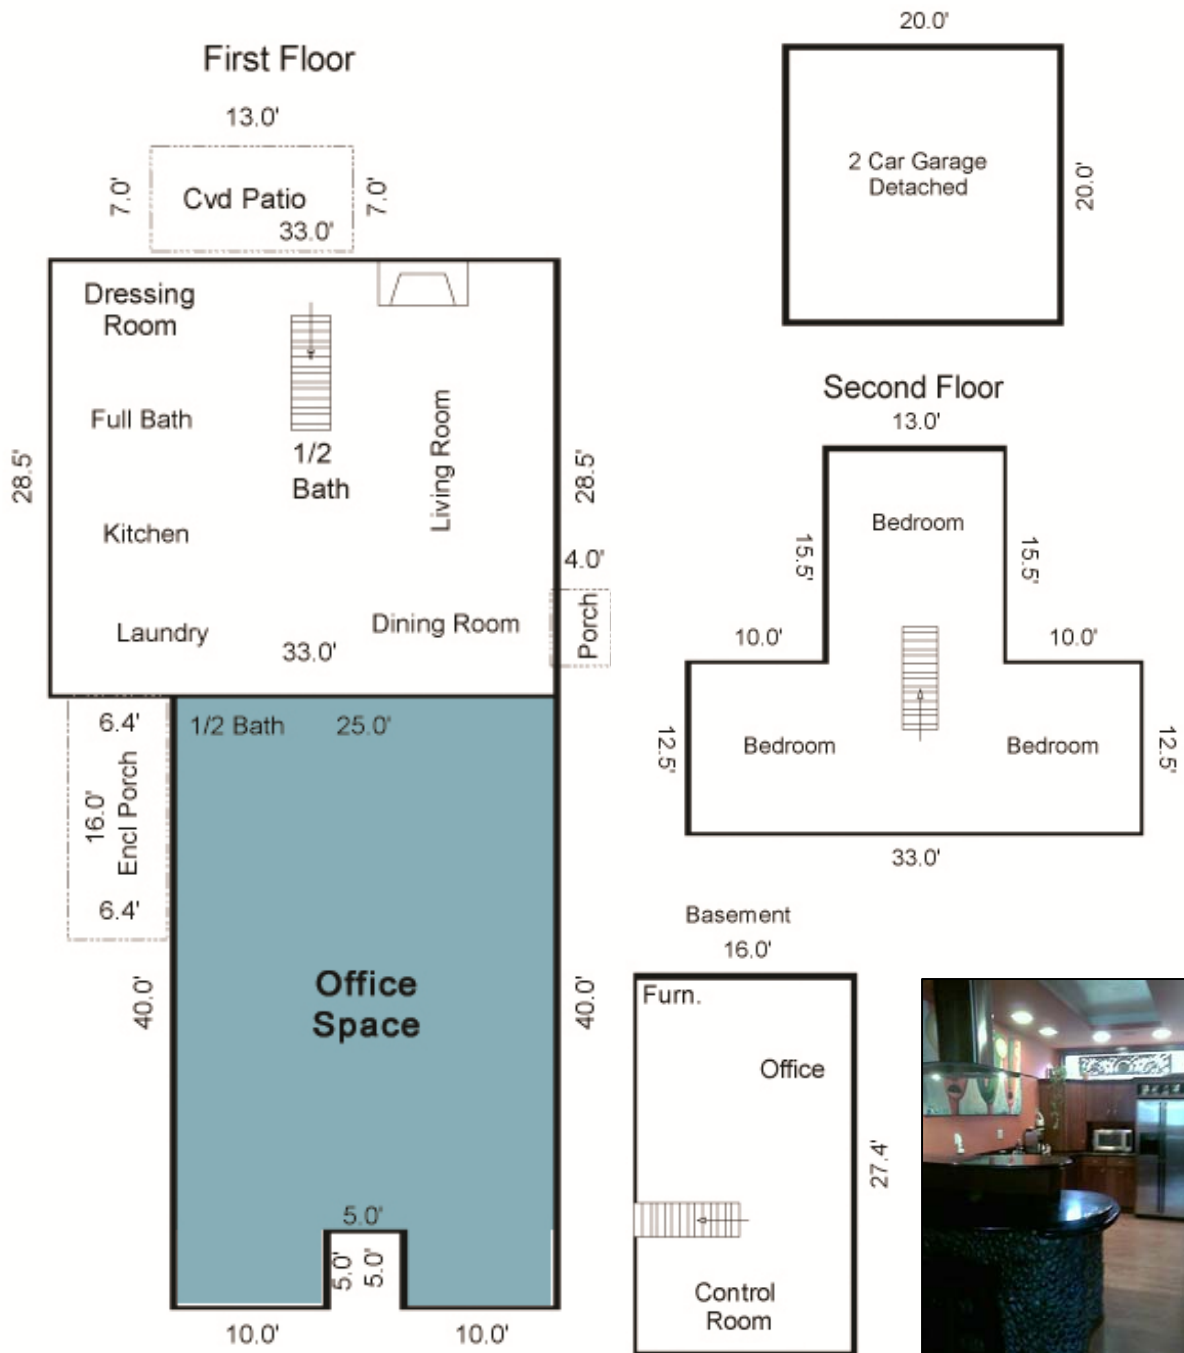 First Floor
13.0'
7.0'
Cvd Patio
7.0'
33.0'
Dressing
Room
Full Bath
1/2
Bath
Living Room
28.5'
28.5'
Kitchen
4.0'
Porch
Laundry
Dining Room
33.0'
6.4'
1/2 Bath
25.0'
16.0'
Encl Porch
6.4'
40.0'
Office
Space
40.0'
5.0'
5.0'
5.0'
10.0'
10.0'
20.0'
2 Car Garage
Detached
20.0'
Second Floor
13.0'
Bedroom
15.5'
15.5'
10.0'
10.0'
12.5'
Bedroom
Bedroom
12.5'
33.0'
Basement
16.0'
Furn.
Office
27.4'
Control
Room